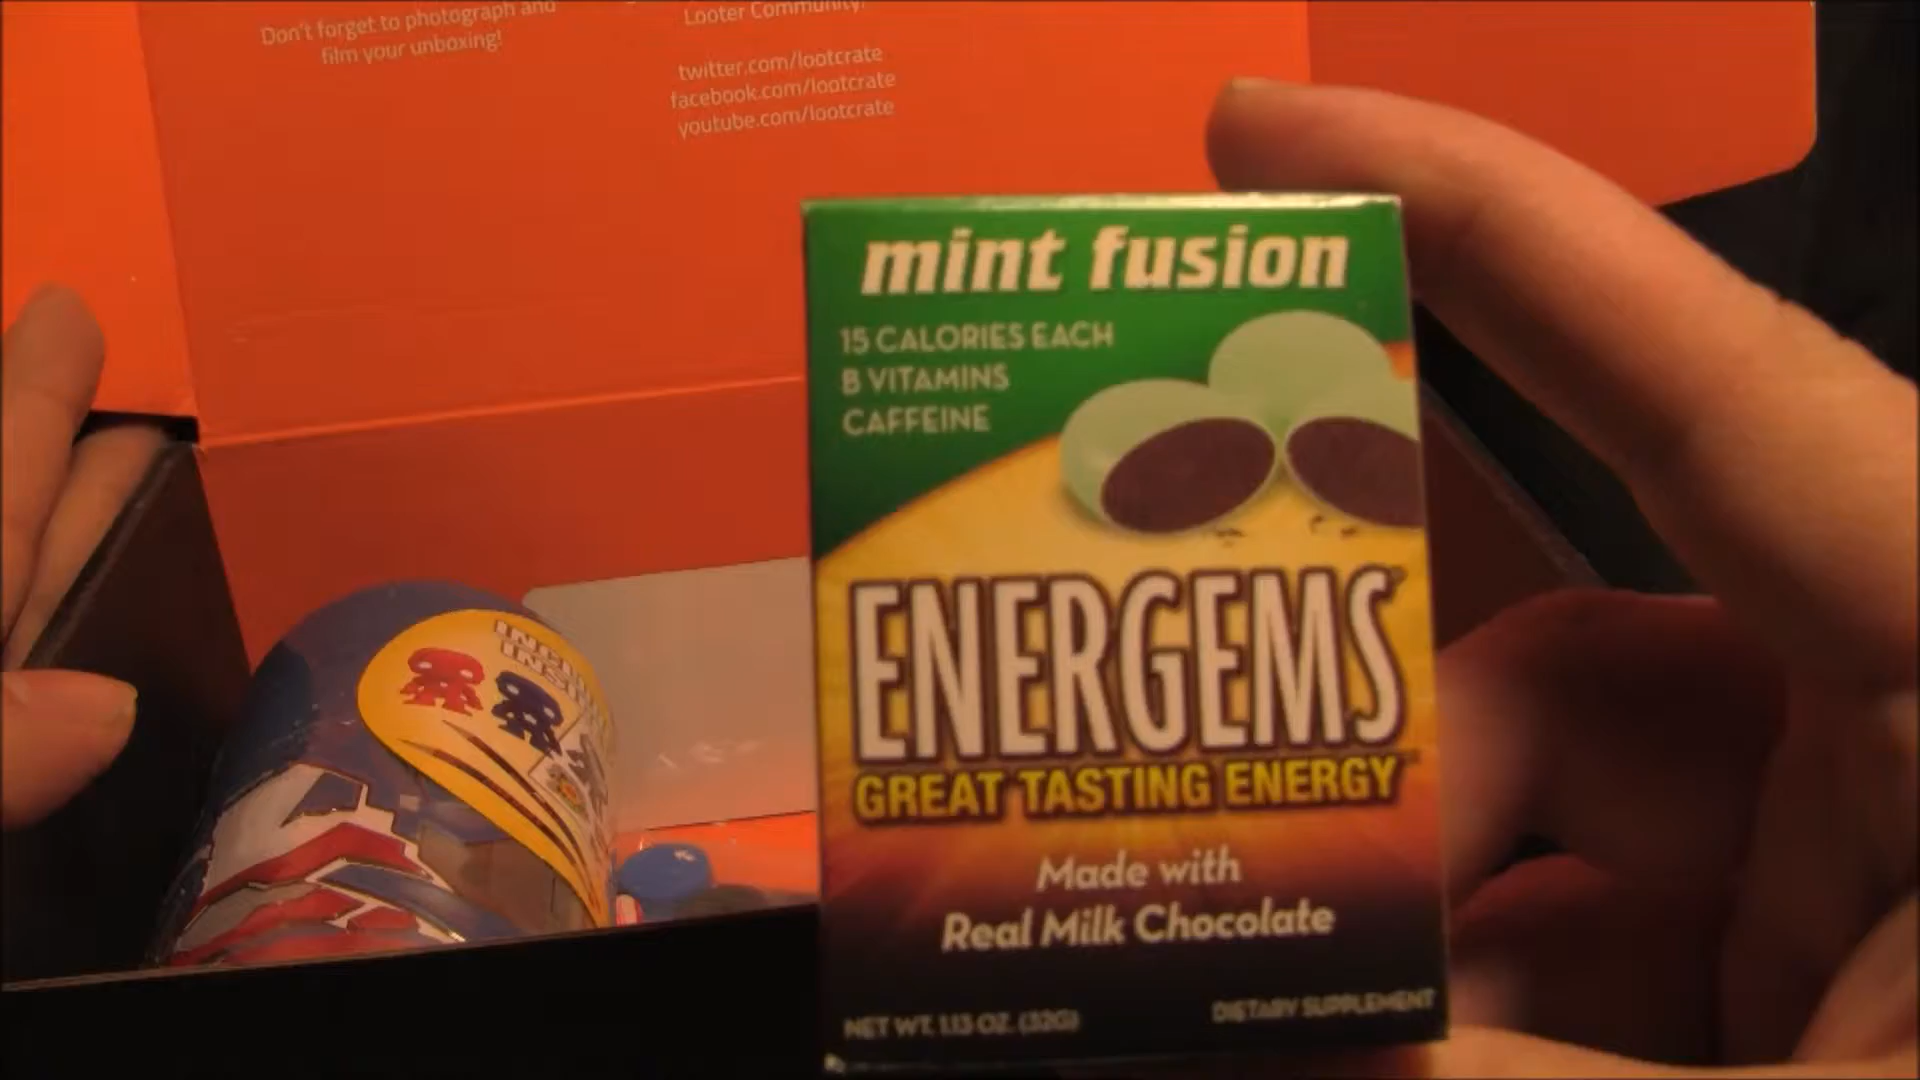 Don't forget to photograph and
film your unboxing!
Looter Community!
twitter.com/lootcrate
facebook.com/lootcrate
youtube.com/lootcrate
mint fusion
15 CALORIES EACH
B VITAMINS
CAFFEINE
ENERGEMS
GREAT TASTING ENERGY
Made with
Real Milk Chocolate
NET WT. 1.13 OZ. (32G)
DIETARY SUPPLEMENT